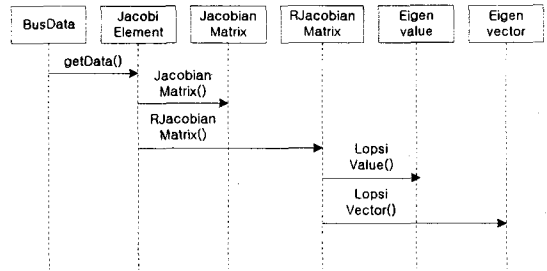 BusData
Jacobi
Element
Jacobian
Matrix
RJacobian
Matrix
Eigen
value
Eigen
vector
getData()
Jacobian
Matrix()
RJacobian
Matrix()
Lopsi
Value()
Lopsi
Vector()